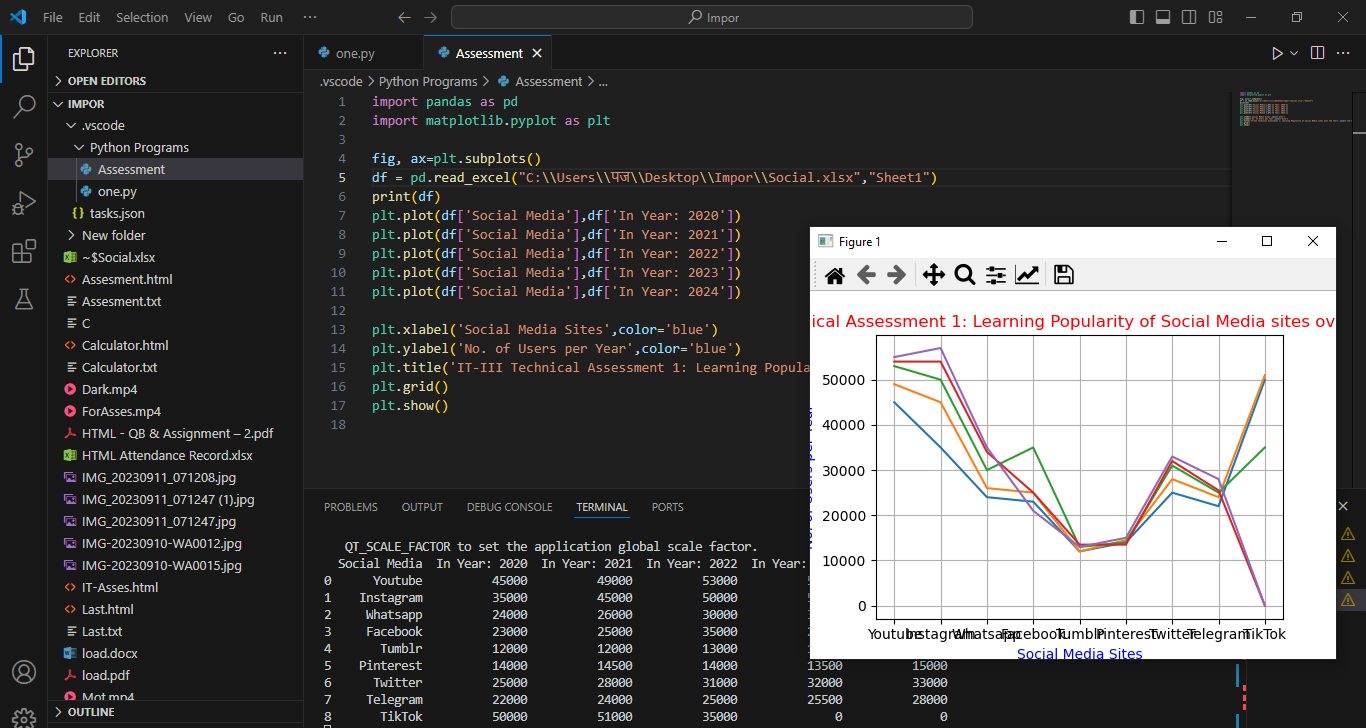 File Edit Selection View Go Run ··· Impor
EXPLORER ···
OPEN EDITORS
IMPOR
.vscode
Python Programs
Assessment
one.py
tasks.json
New folder
~$Social.xlsx
Assesment.html
Assesment.txt
C
Calculator.html
Calculator.txt
Dark.mp4
ForAsses.mp4
HTML - QB & Assignment – 2.pdf
HTML Attendance Record.xlsx
IMG_20230911_071208.jpg
IMG_20230911_071247 (1).jpg
IMG_20230911_071247.jpg
IMG-20230910-WA0012.jpg
IMG-20230910-WA0015.jpg
IT-Asses.html
Last.html
Last.txt
load.docx
load.pdf
Mot.mp4
OUTLINE
one.py Assessment
.vscode > Python Programs > Assessment > ...
1 import pandas as pd
2 import matplotlib.pyplot as plt
3
4 fig, ax=plt.subplots()
5 df = pd.read_excel("C:\\Users\\पज\\Desktop\\Impor\\Social.xlsx","Sheet1")
6 print(df)
7 plt.plot(df['Social Media'],df['In Year: 2020'])
8 plt.plot(df['Social Media'],df['In Year: 2021'])
9 plt.plot(df['Social Media'],df['In Year: 2022'])
10 plt.plot(df['Social Media'],df['In Year: 2023'])
11 plt.plot(df['Social Media'],df['In Year: 2024'])
12
13 plt.xlabel('Social Media Sites',color='blue')
14 plt.ylabel('No. of Users per Year',color='blue')
15 plt.title('IT-III Technical Assessment 1: Learning Popula
16 plt.grid()
17 plt.show()
18
PROBLEMS OUTPUT DEBUG CONSOLE TERMINAL PORTS
QT_SCALE_FACTOR to set the application global scale factor.
Social Media In Year: 2020 In Year: 2021 In Year: 2022 In Year:
0 Youtube 45000 49000 53000
1 Instagram 35000 45000 50000
2 Whatsapp 24000 26000 30000
3 Facebook 23000 25000 35000
4 Tumblr 12000 12000 13000
5 Pinterest 14000 14500 14000 13500 15000
6 Twitter 25000 28000 31000 32000 33000
7 Telegram 22000 24000 25000 25500 28000
8 TikTok 50000 51000 35000 0 0
Figure 1
ical Assessment 1: Learning Popularity of Social Media sites ov
50000
40000
30000
20000
10000
0
Youtube Instagram Whatsapp Facebook Tumblr Pinterest Twitter Telegram TikTok
Social Media Sites